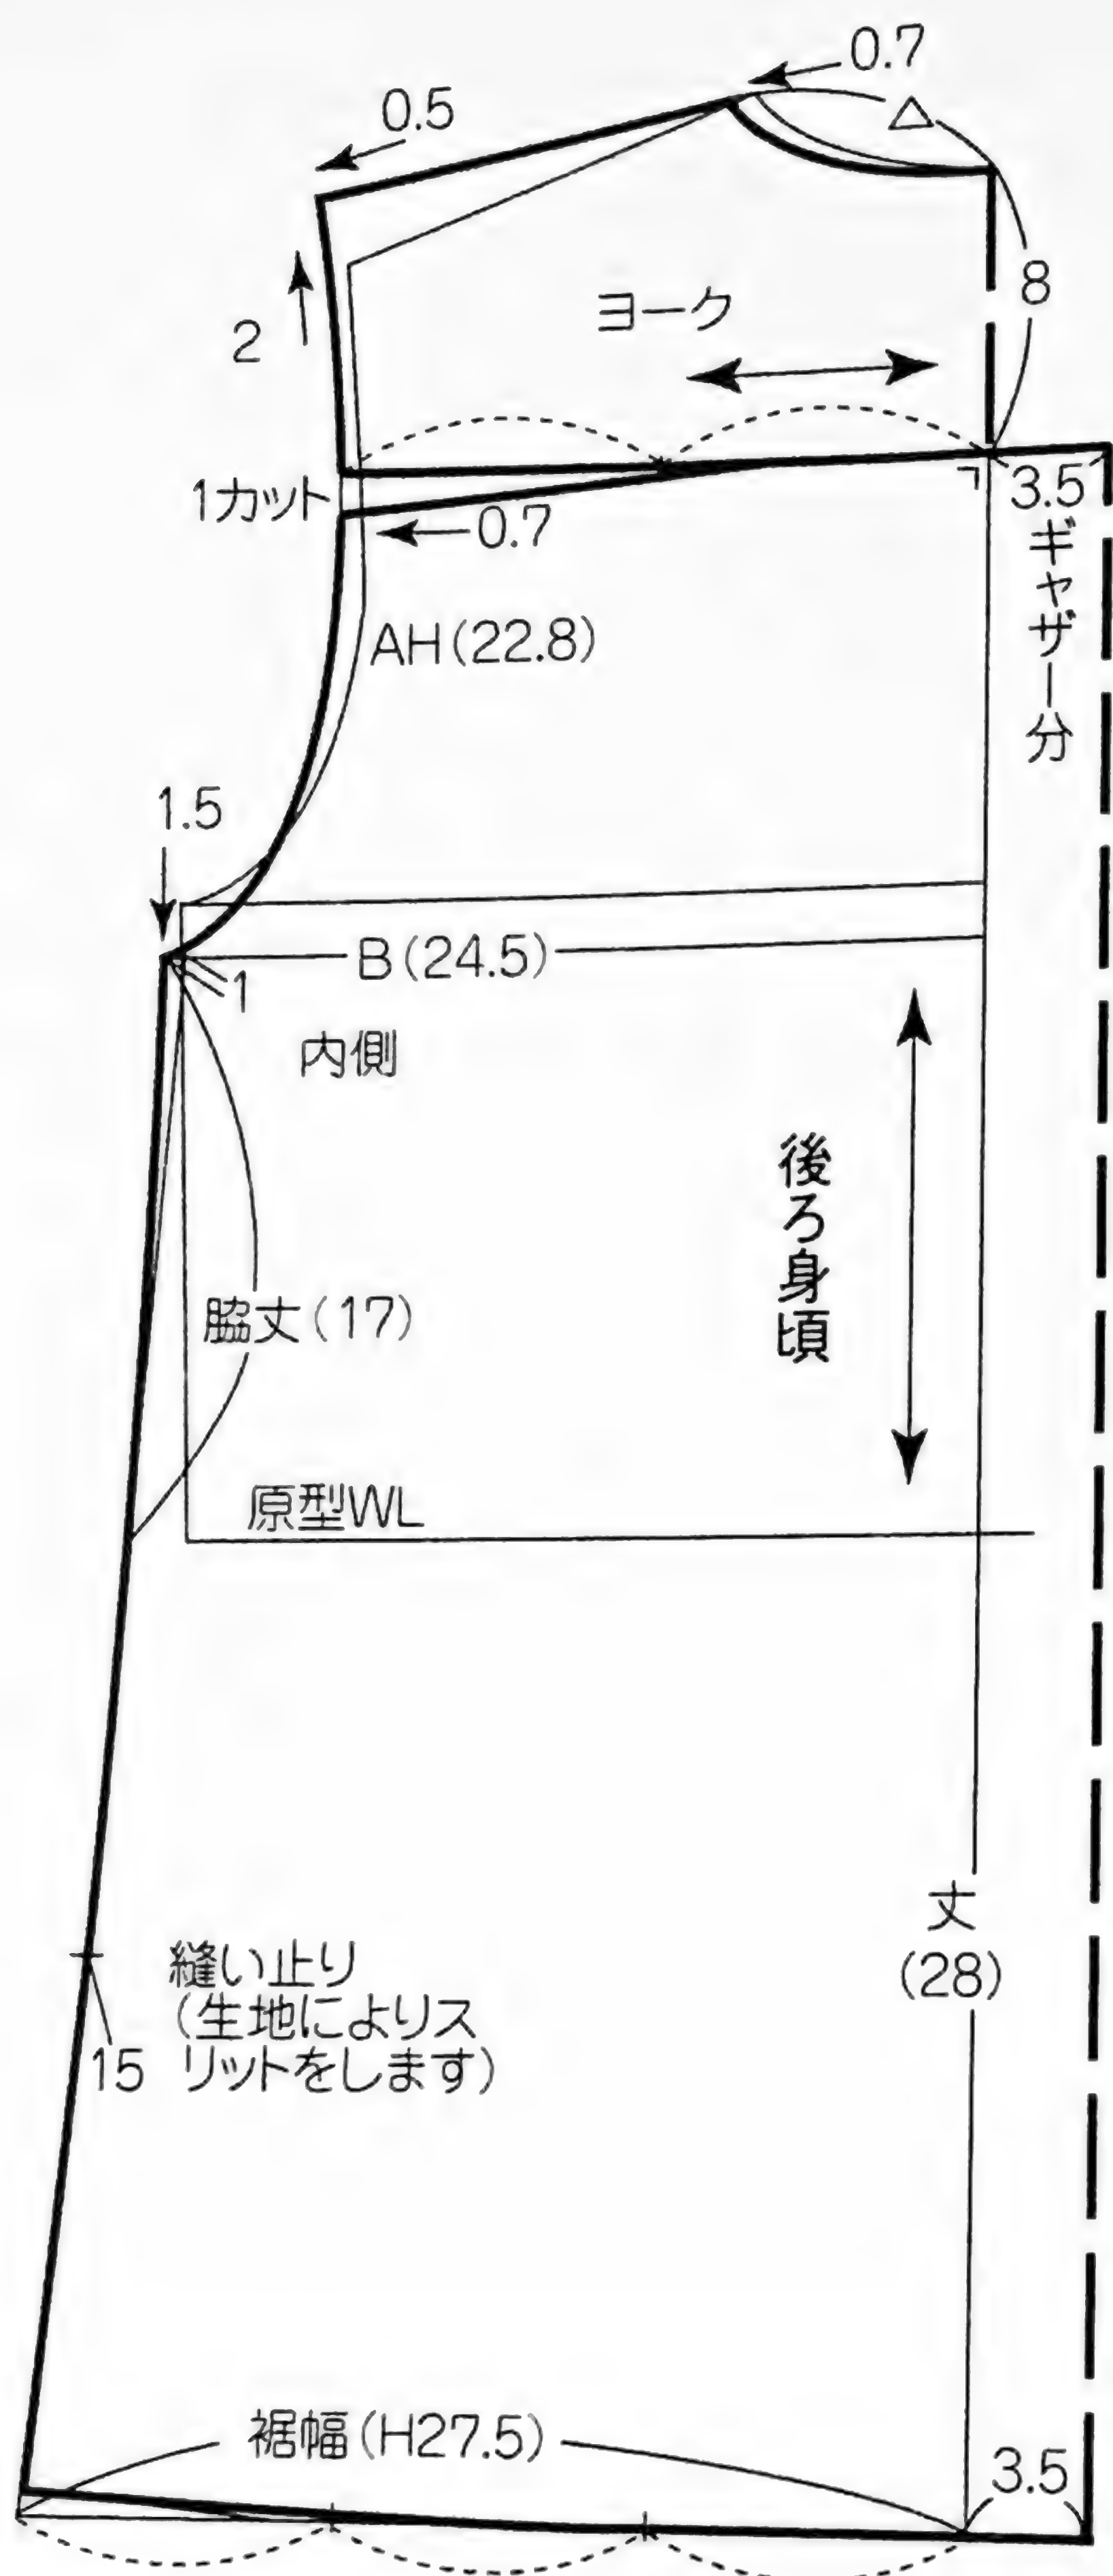 0.7
0.5
△
8
2
ヨーク
1カット
3.5
0.7
ギャザー分
AH(22.8)
1.5
B(24.5)
1
内側
後ろ身頃
脇丈(17)
原型WL
丈
(28)
縫い止り
(生地によりス
リットをします)
15
裾幅(H27.5)
3.5